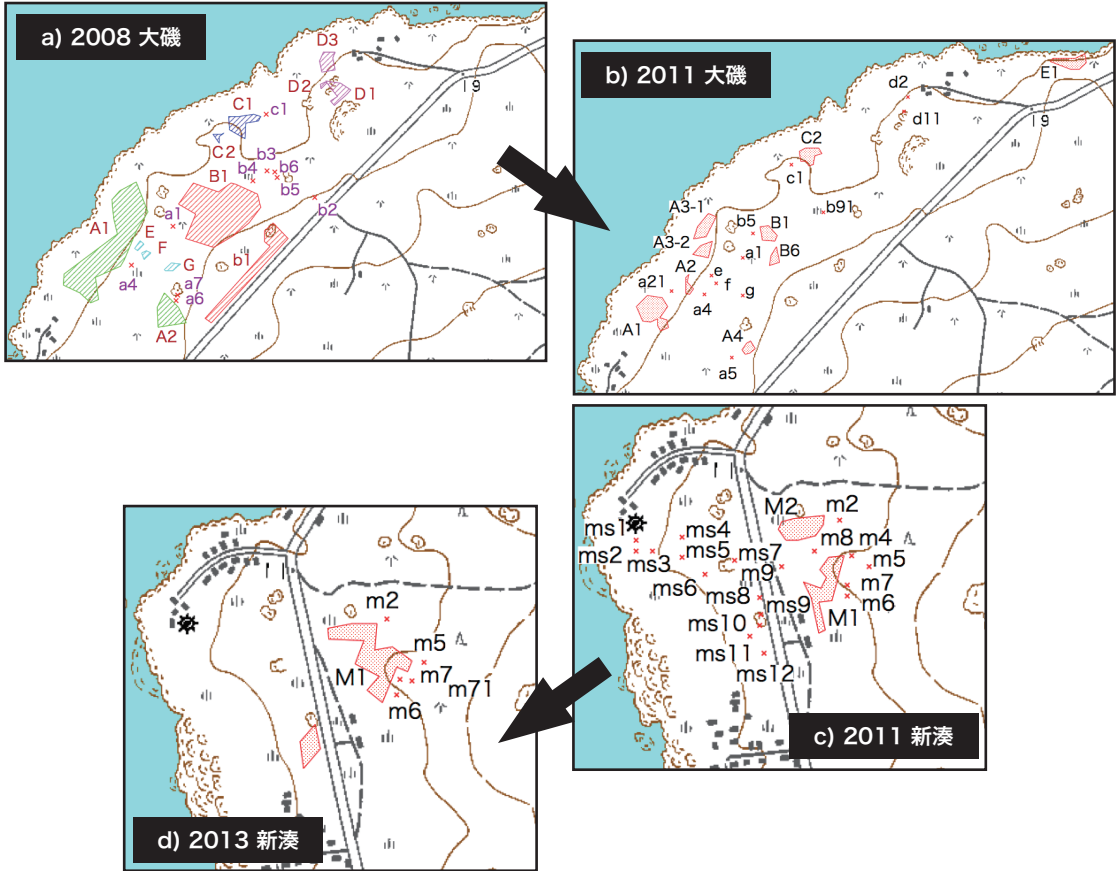 a) 2008 大磯
D3
D2
D1
19
C1
c1
C2
b3
b4
b6
b5
B1
b2
A1
a1
E
F
G
b1
a4
a7
a6
A2
b) 2011 大磯
E1
d2
d11
19
C2
c1
A3-1
b5
B1
b91
A3-2
a1
B6
A2
e
f
a21
a4
g
A1
A4
a5
11
M2
m2
ms1
ms4
m8
m4
ms2
ms5
ms7
m5
ms3
m9
m7
ms6
ms8
ms9
m6
M1
ms10
ms11
ms12
c) 2011 新湊
11
m2
m5
M1
m7
m71
m6
d) 2013 新湊